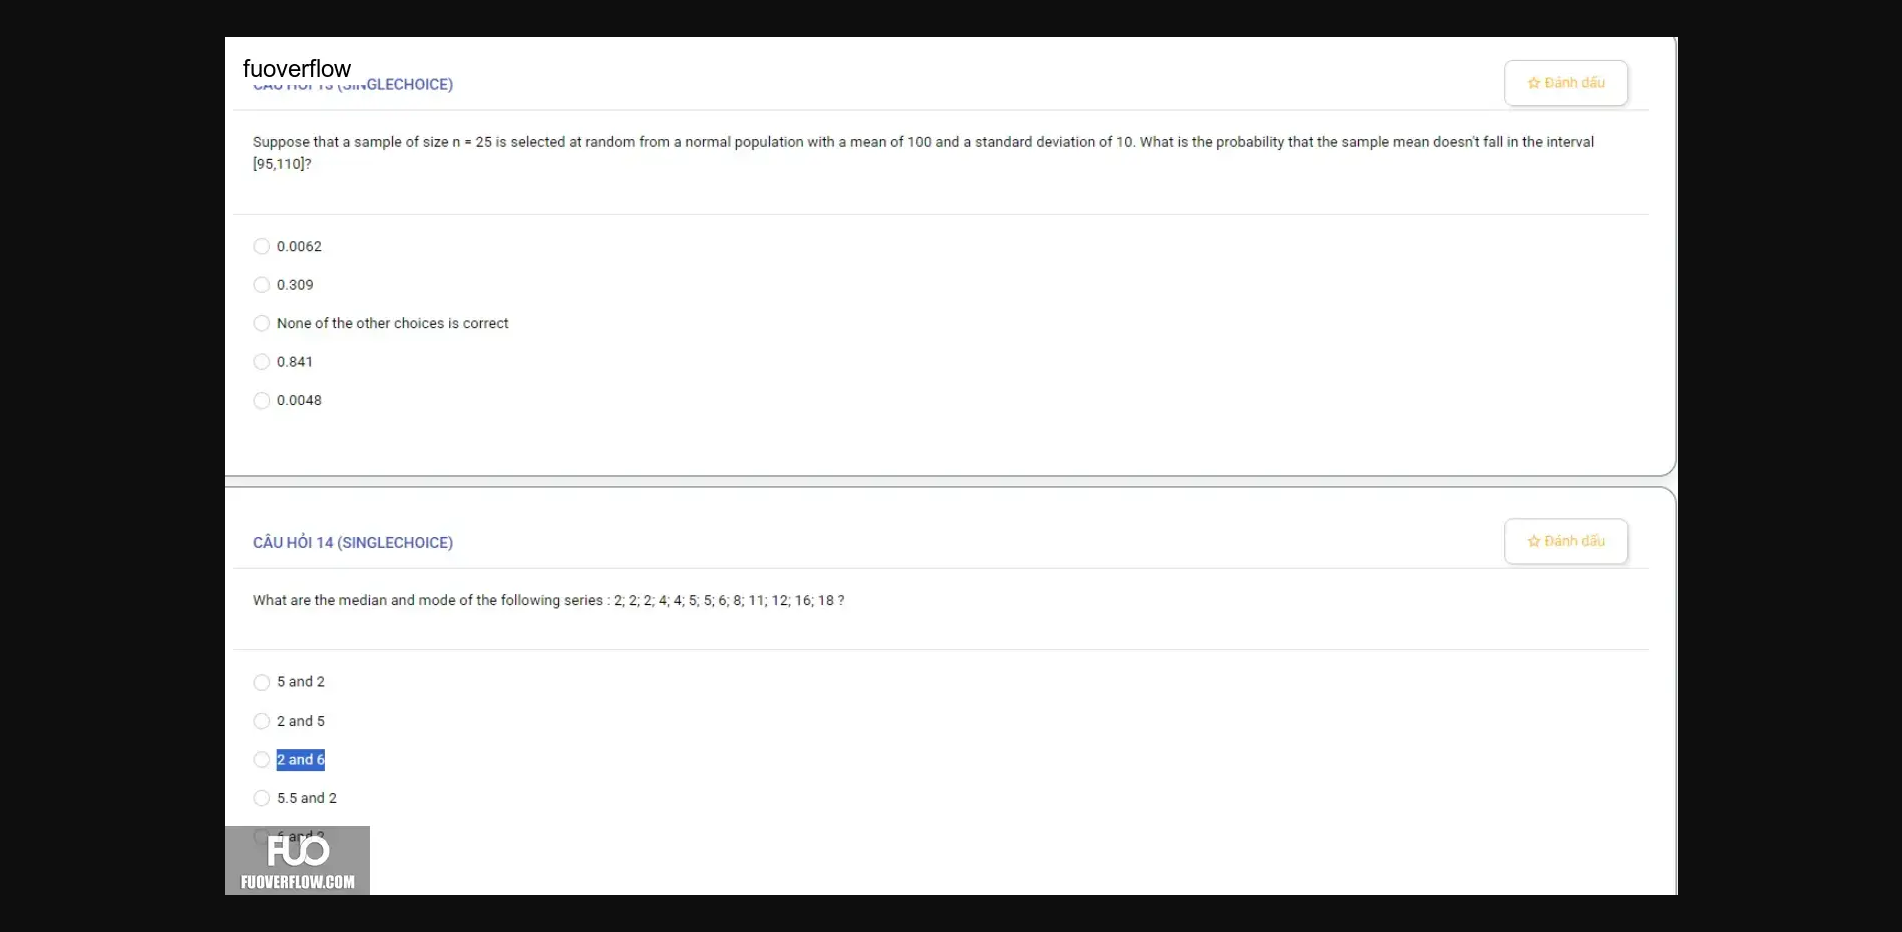 fuoverflow
CÂU HỎI 13 (SINGLECHOICE)
Đánh dấu
Suppose that a sample of size n = 25 is selected at random from a normal population with a mean of 100 and a standard deviation of 10. What is the probability that the sample mean doesn't fall in the interval
[95,110]?
0.0062
0.309
None of the other choices is correct
0.841
0.0048
CÂU HỎI 14 (SINGLECHOICE)
Đánh dấu
What are the median and mode of the following series : 2; 2; 2; 4; 4; 5; 5; 6; 8; 11; 12; 16; 18 ?
5 and 2
2 and 5
2 and 6
5.5 and 2
6 and
FUO
FUOVERFLOW.COM